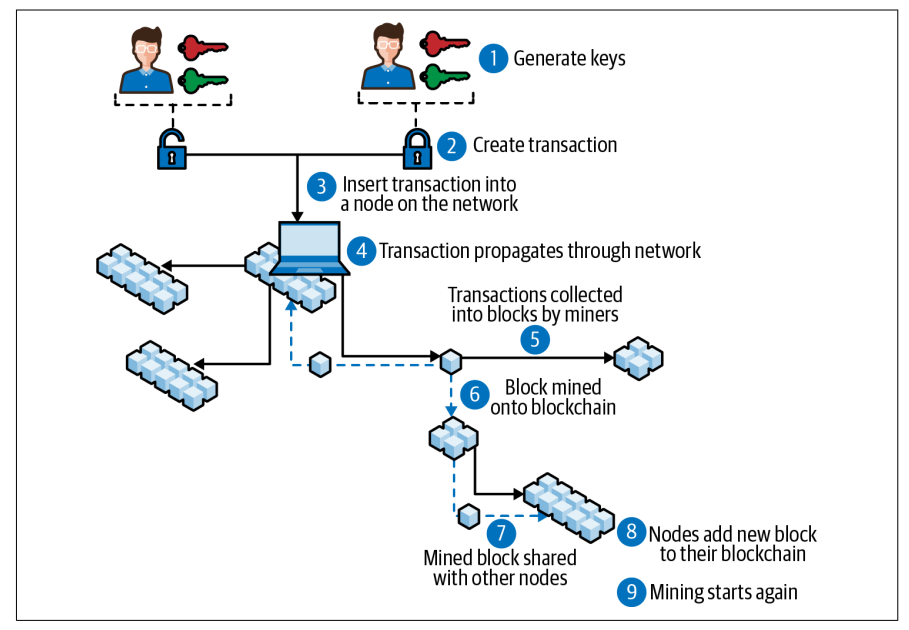 1 Generate keys
2 Create transaction
3 Insert transaction into
a node on the network
4 Transaction propagates through network
Transactions collected
into blocks by miners
5
6 Block mined
onto blockchain
7
Mined block shared
with other nodes
8 Nodes add new block
to their blockchain
9 Mining starts again